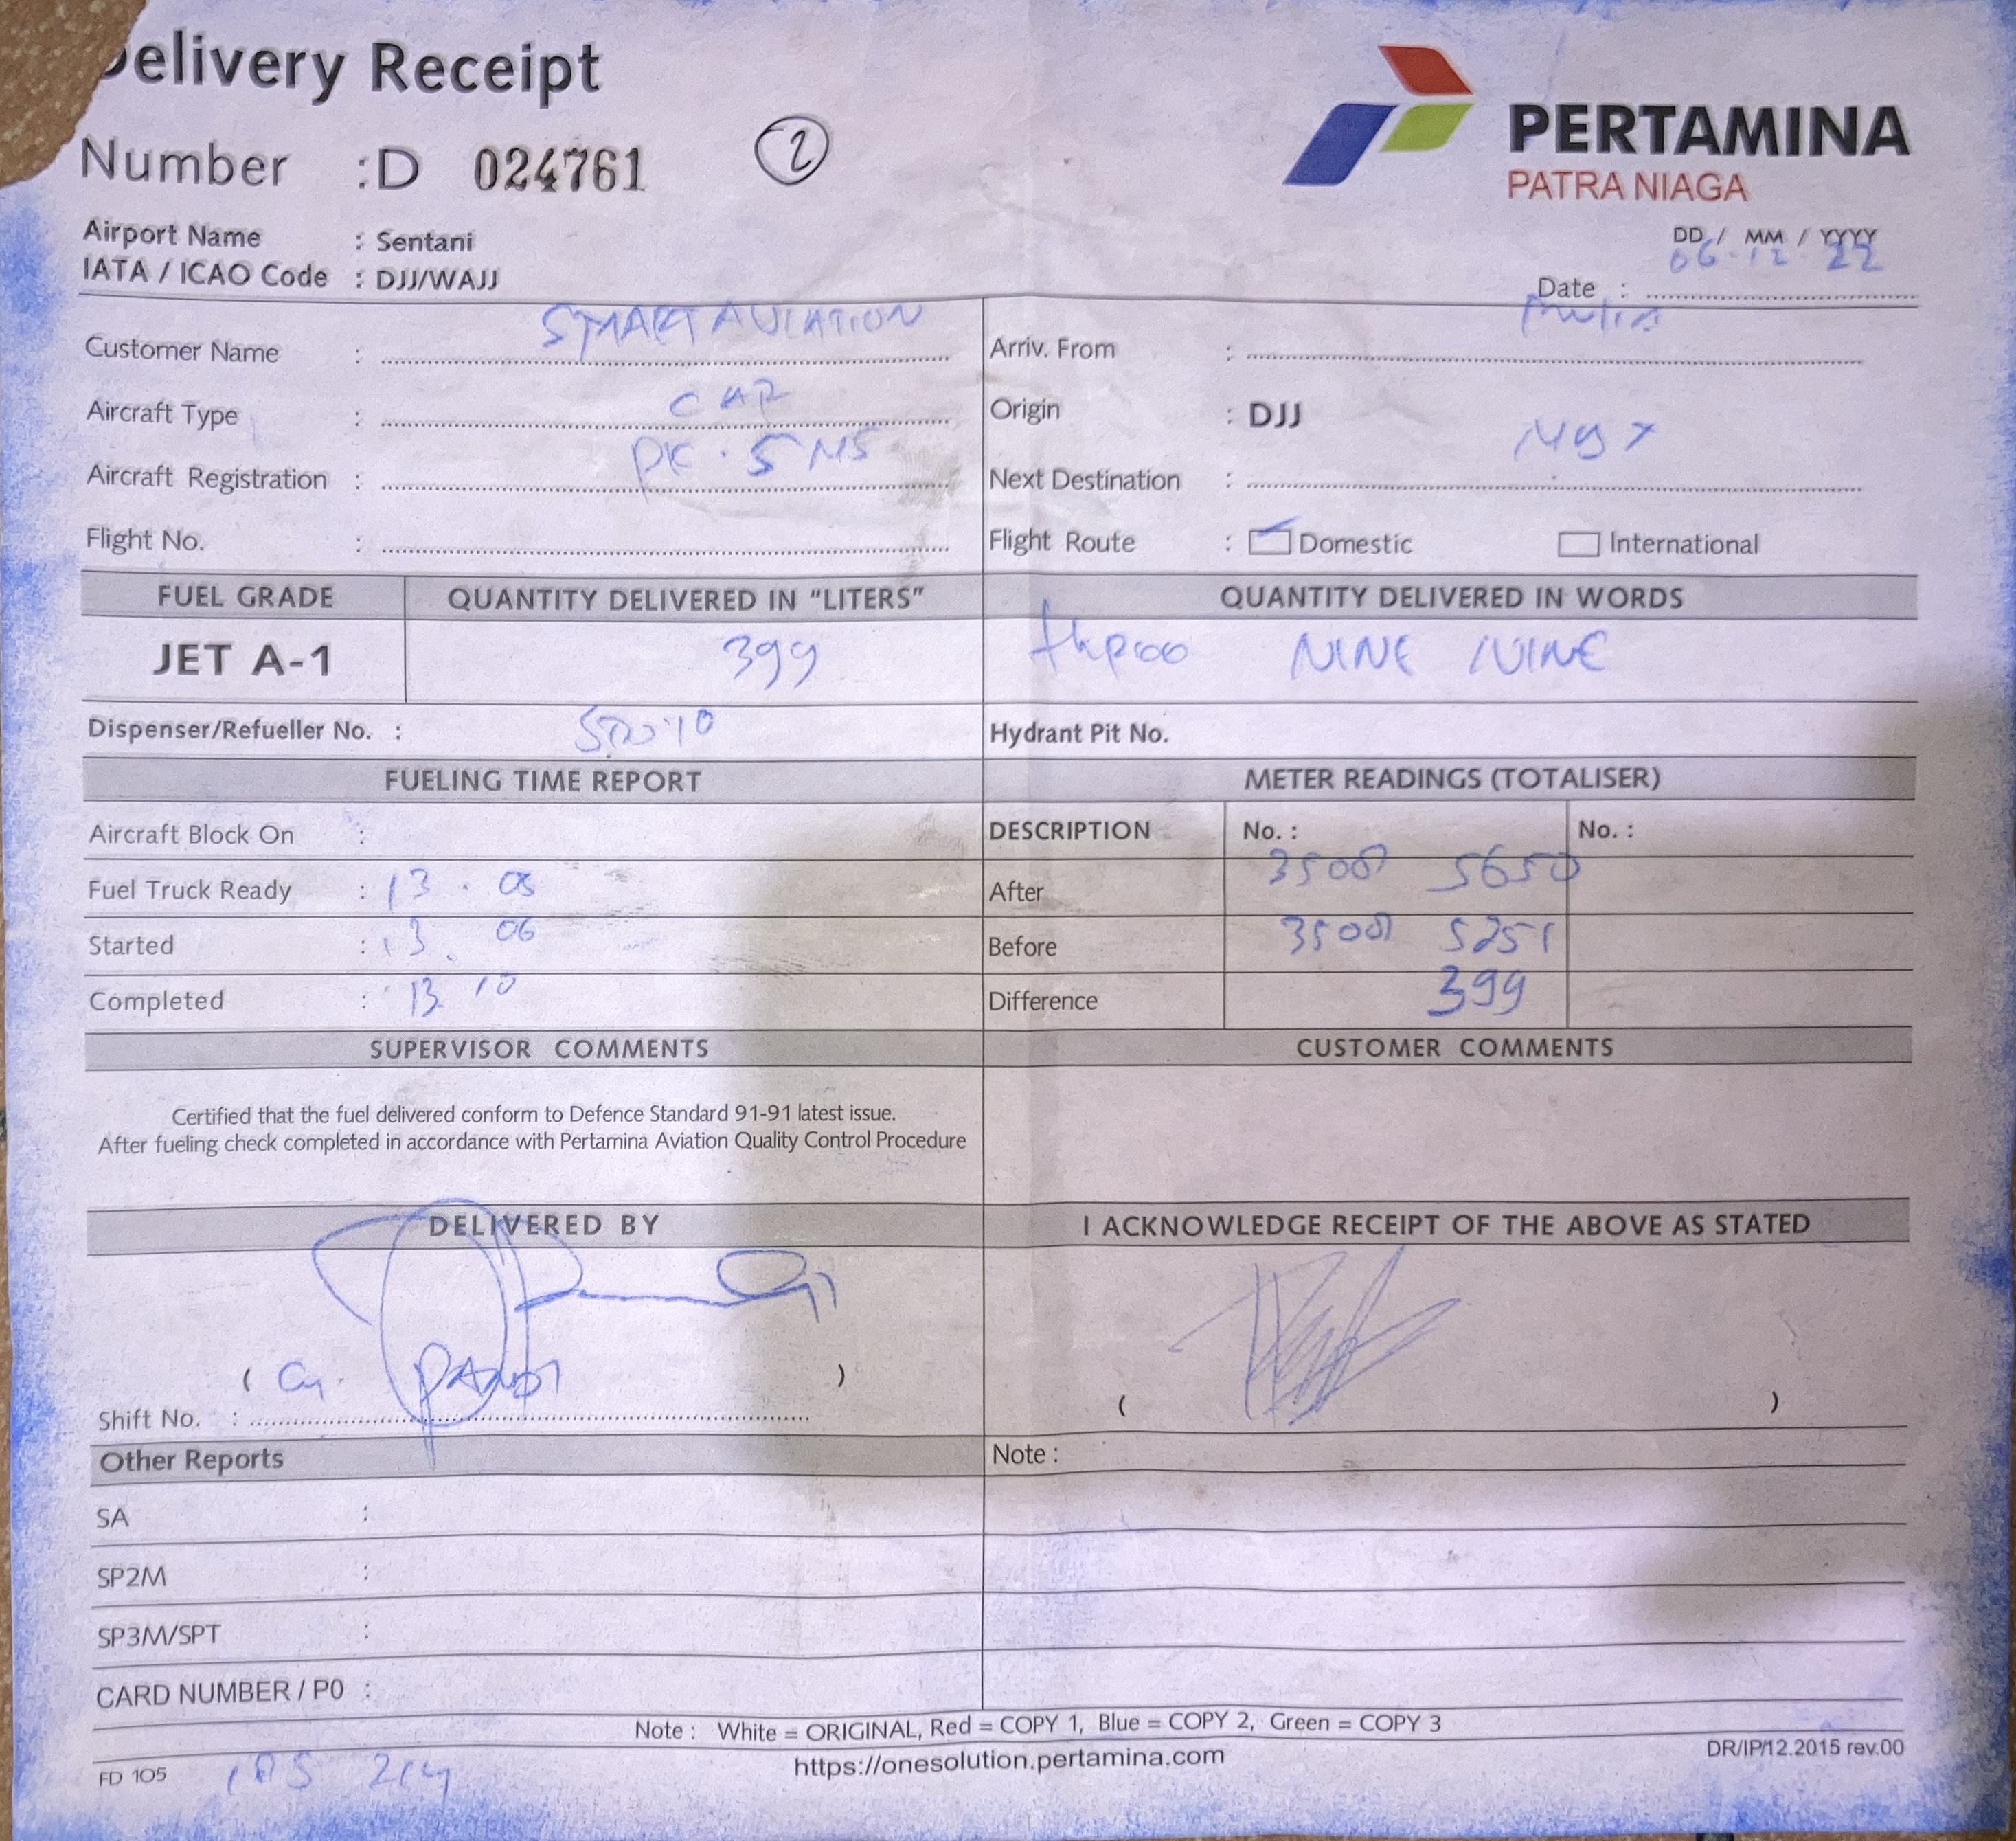 Delivery Receipt
Number :D 024761
2
PERTAMINA
PATRA NIAGA
Airport Name : Sentani
IATA / ICAO Code : DJJ/WAJJ
DD / MM / YYYY
Date : 06-12-22
Customer Name : SMART AVIATION
Arriv. From :
Aircraft Type : CAR
Origin : DJJ
Aircraft Registration : PK.SNS
Next Destination :
Flight No. :
Flight Route : Domestic International
FUEL GRADE QUANTITY DELIVERED IN “LITERS” QUANTITY DELIVERED IN WORDS
JET A-1 399 NINE NINE
Dispenser/Refueller No. :
Hydrant Pit No.
FUELING TIME REPORT METER READINGS (TOTALISER)
Aircraft Block On :
DESCRIPTION No. : No. :
Fuel Truck Ready : 13.05
After 5650
Started : 13.06
Before 5251
Completed : 13 10
Difference 399
SUPERVISOR COMMENTS CUSTOMER COMMENTS
Certified that the fuel delivered conform to Defence Standard 91-91 latest issue.
After fueling check completed in accordance with Pertamina Aviation Quality Control Procedure
DELIVERED BY I ACKNOWLEDGE RECEIPT OF THE ABOVE AS STATED
( )
( )
Shift No. :
Other Reports Note :
SA :
SP2M :
SP3M/SPT :
CARD NUMBER / PO :
Note : White = ORIGINAL, Red = COPY 1, Blue = COPY 2, Green = COPY 3
https://onesolution.pertamina.com
DR/IP/12.2015 rev.00
FD 105